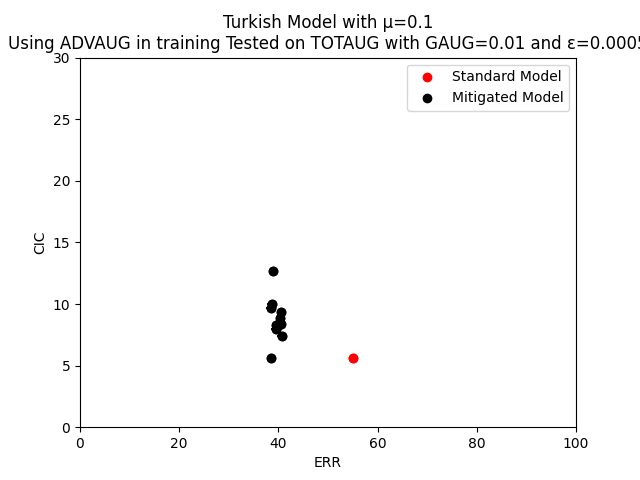 Turkish Model with μ=0.1
Using ADVAUG in training Tested on TOTAUG with GAUG=0.01 and ε=0.0005
Standard Model
Mitigated Model
30
25
20
15
10
5
0
CIC
0 20 40 60 80 100
ERR